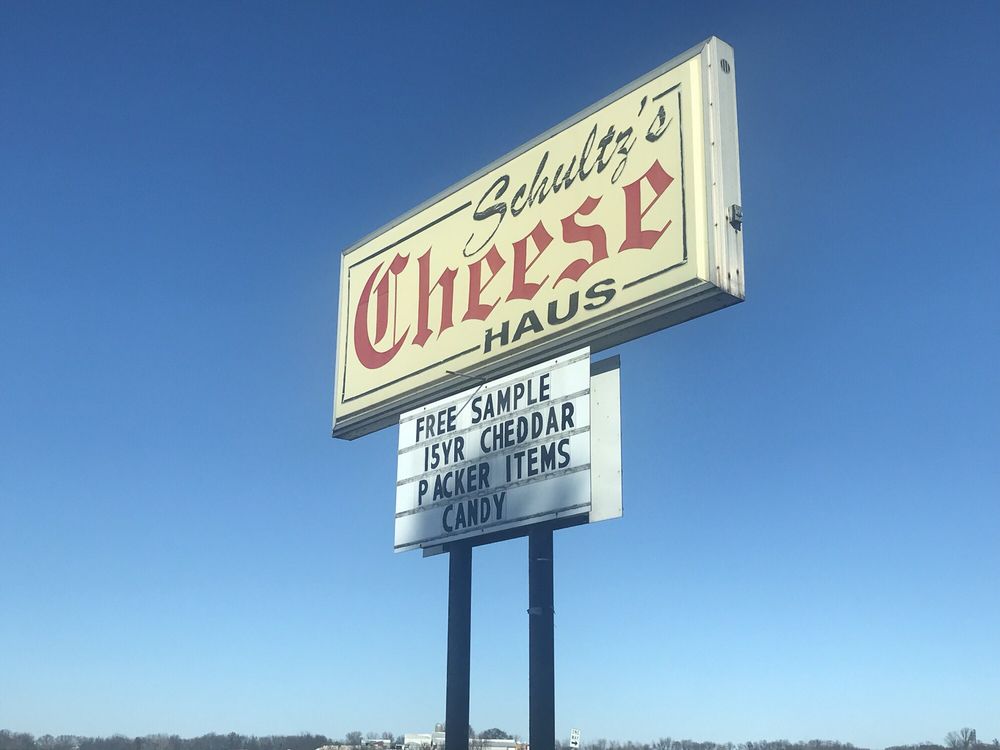 Schultz's
Cheese
HAUS
FREE SAMPLE
15YR CHEDDAR
PACKER ITEMS
CANDY